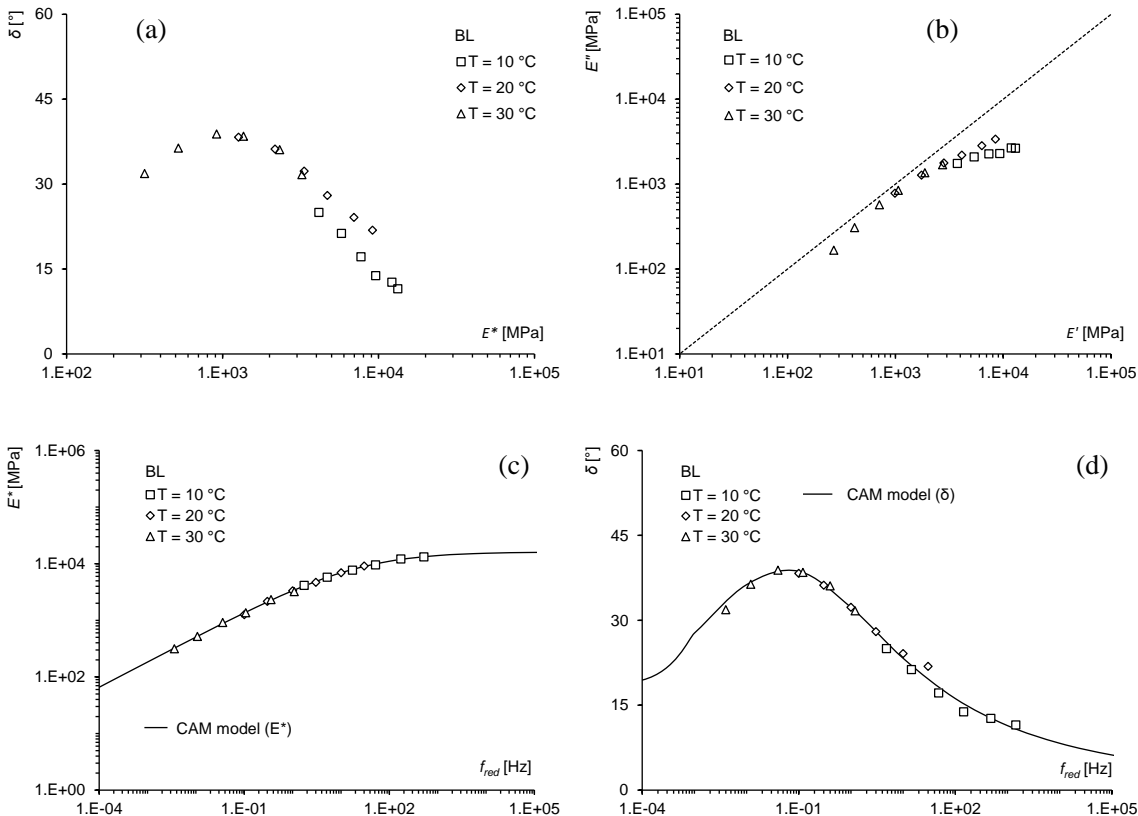 60
45
30
15
0
δ [°]
(a)
BL
T = 10 °C
T = 20 °C
T = 30 °C
E* [MPa]
1.E+02
1.E+03
1.E+04
1.E+05
1.E+05
1.E+04
1.E+03
1.E+02
1.E+01
E'' [MPa]
(b)
BL
T = 10 °C
T = 20 °C
T = 30 °C
E' [MPa]
1.E+01
1.E+02
1.E+03
1.E+04
1.E+05
1.E+06
1.E+04
1.E+02
1.E+00
E* [MPa]
(c)
BL
T = 10 °C
T = 20 °C
T = 30 °C
CAM model (E*)
fred [Hz]
1.E-04
1.E-01
1.E+02
1.E+05
60
45
30
15
0
δ [°]
(d)
BL
T = 10 °C
T = 20 °C
T = 30 °C
CAM model (δ)
fred [Hz]
1.E-04
1.E-01
1.E+02
1.E+05